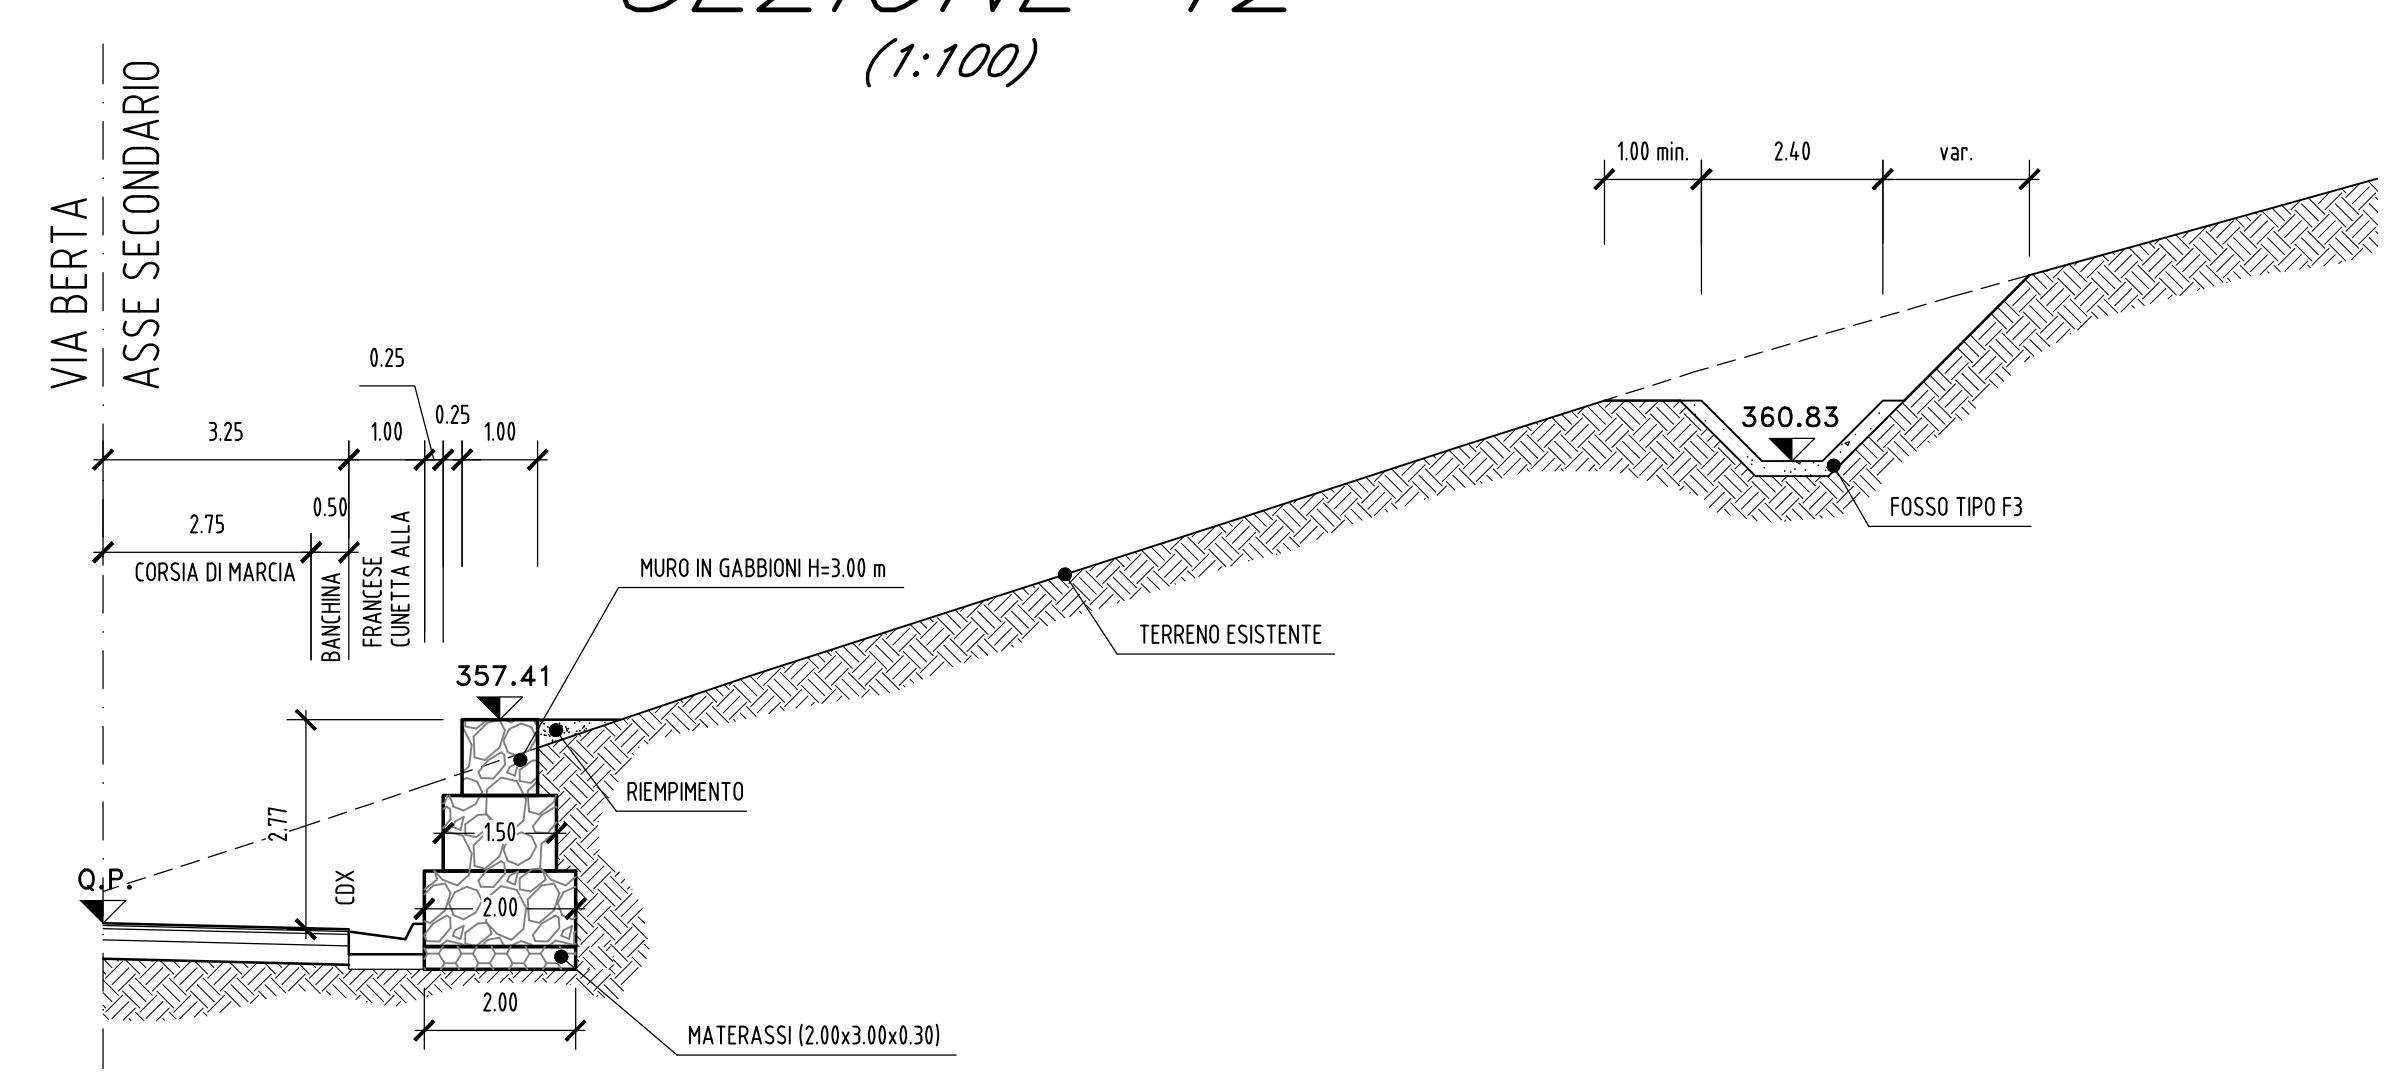 SEZIONE 12
(1:100)
VIA BERTA
ASSE SECONDARIO
1.00 min.
2.40
var.
0.25
0.25
3.25
1.00
1.00
360.83
2.75
0.50
FOSSO TIPO F3
CORSIA DI MARCIA
BANCHINA
FRANCESE
CUNETTA ALLA
MURO IN GABBIONI H=3.00 m
TERRENO ESISTENTE
357.41
RIEMPIMENTO
2.77
1.50
Q.P.
CDX
2.00
2.00
MATERASSI (2.00x3.00x0.30)